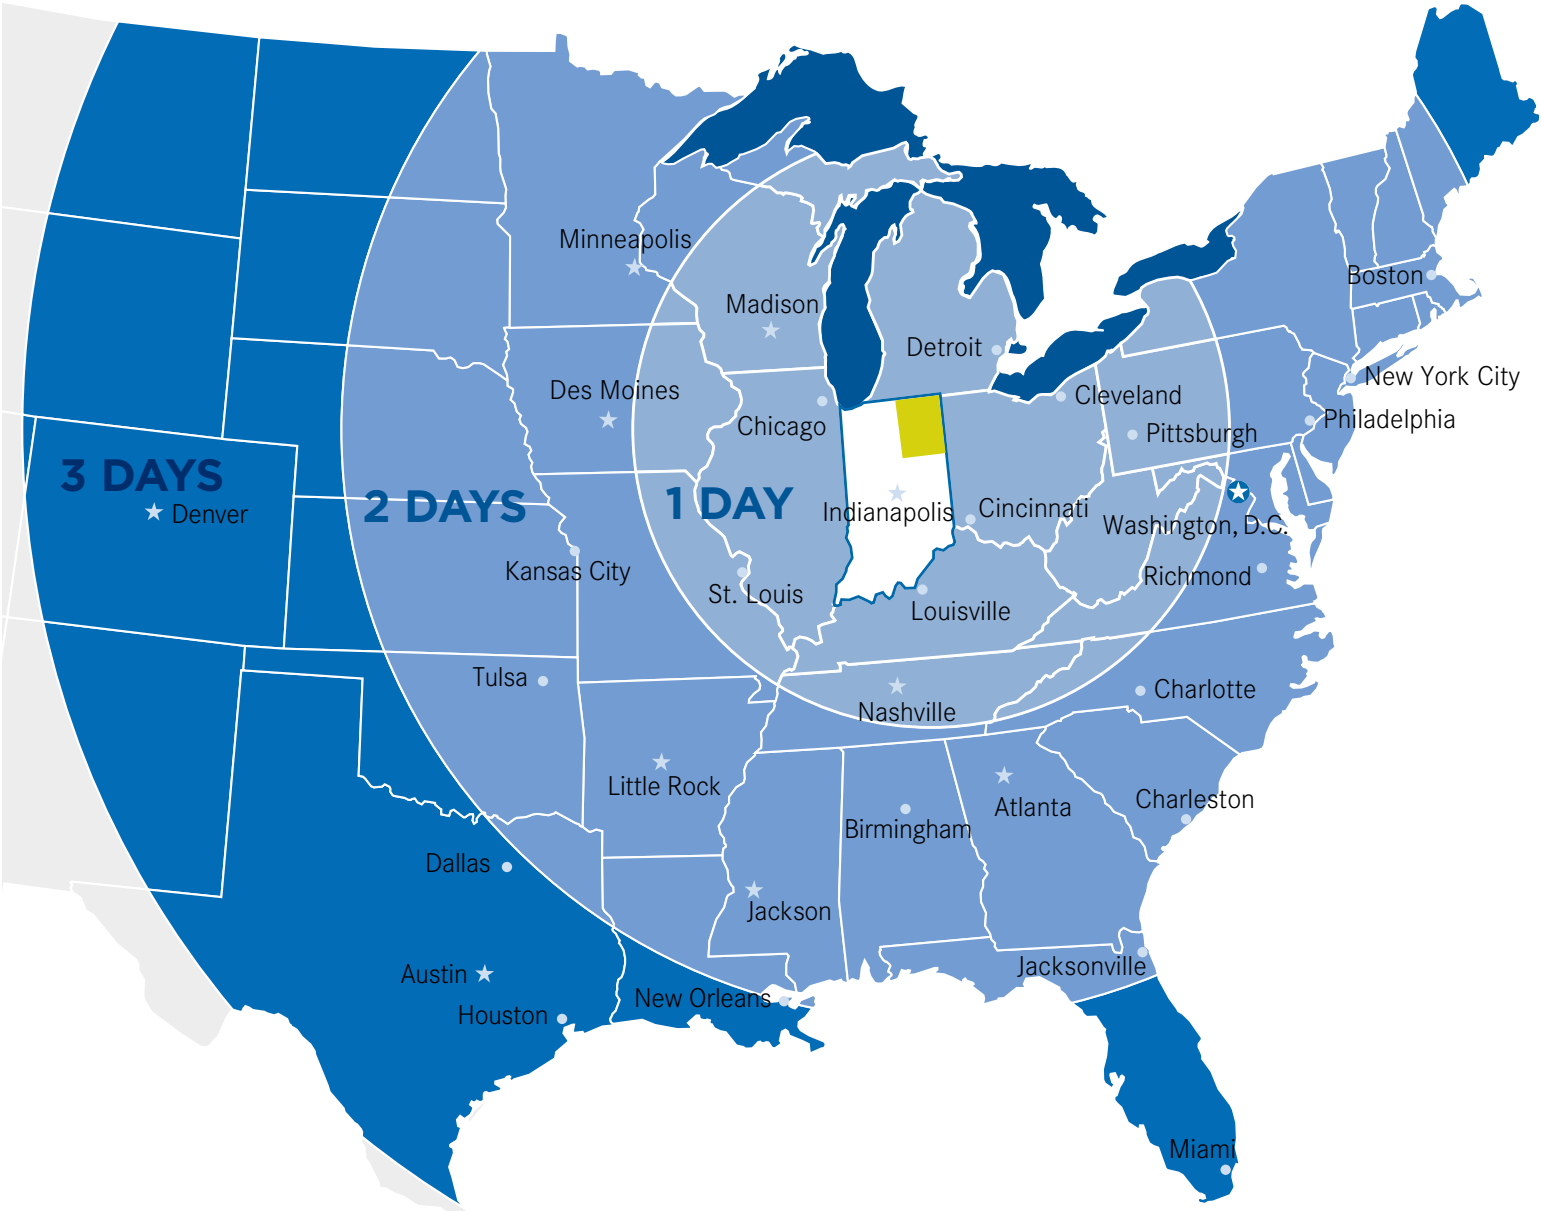 Minneapolis
Boston
Madison
Detroit
New York City
Des Moines
Cleveland
Chicago
Philadelphia
Pittsburgh
3 DAYS
2 DAYS
1 DAY
Denver
Indianapolis
Cincinnati
Washington, D.C.
Kansas City
Richmond
St. Louis
Louisville
Tulsa
Charlotte
Nashville
Little Rock
Charleston
Atlanta
Birmingham
Dallas
Jackson
Jacksonville
Austin
New Orleans
Houston
Miami